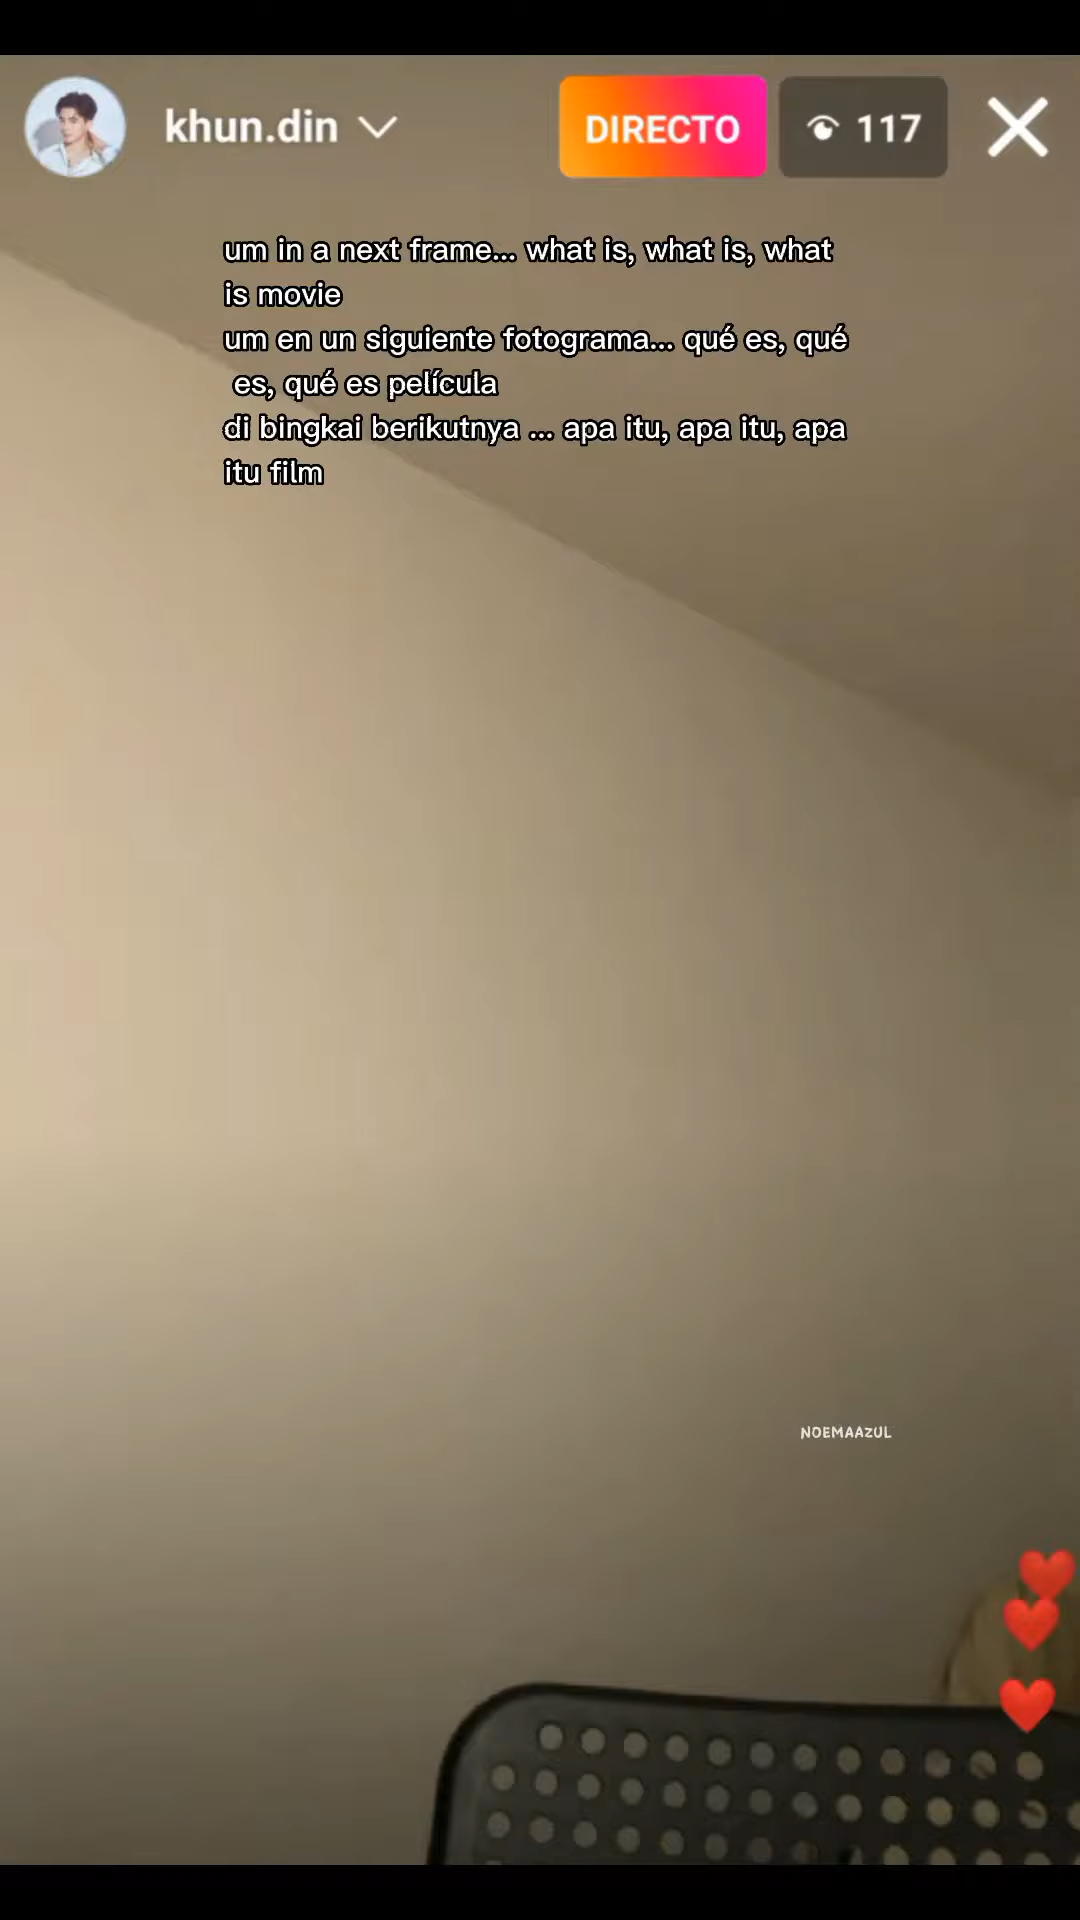 khun.din
DIRECTO
117
um in a next frame... what is, what is, what
is movie
um en un siguiente fotograma... qué es, qué
es, qué es película
di bingkai berikutnya ... apa itu, apa itu, apa
itu film
NOEMAAZUL